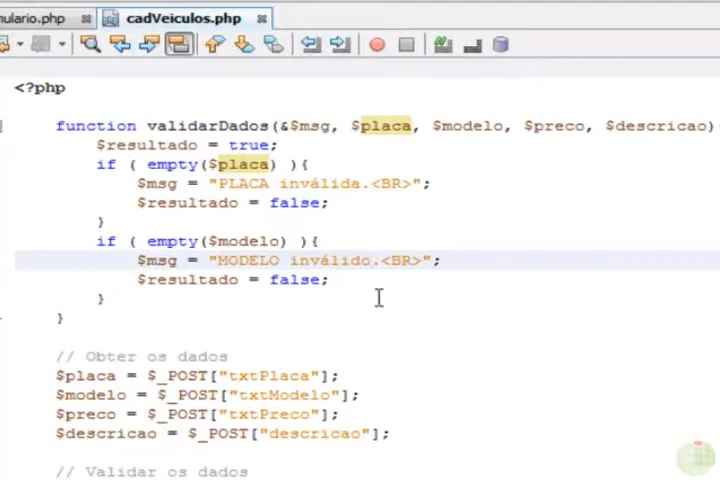 nulario.php
cadVeiculos.php
<?php
function validarDados(&$msg, $placa, $modelo, $preco, $descricao)
$resultado = true;
if ( empty($placa) ){
$msg = "PLACA inválida.<BR>";
$resultado = false;
}
if ( empty($modelo) ){
$msg = "MODELO inválido.<BR>";
$resultado = false;
}
}
// Obter os dados
$placa = $_POST["txtPlaca"];
$modelo = $_POST["txtModelo"];
$preco = $_POST["txtPreco"];
$descricao = $_POST["descricao"];
// Validar os dados